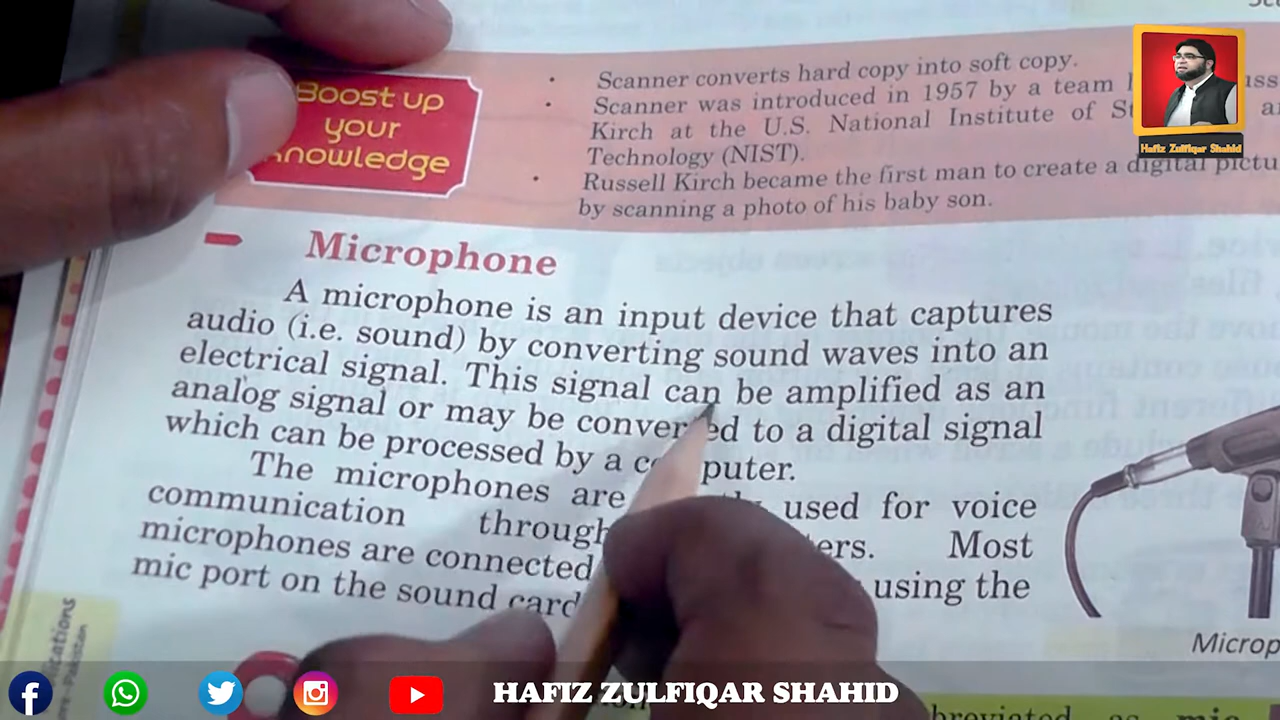 Boost up
your
knowledge
• Scanner converts hard copy into soft copy.
• Scanner was introduced in 1957 by a team
Kirch at the U.S. National Institute of
Technology (NIST).
• Russell Kirch became the first man to create a digital
by scanning a photo of his baby son.
Hafiz Zulfiqar Shahid
Microphone
A microphone is an input device that captures
audio (i.e. sound) by converting sound waves into an
electrical signal. This signal can be amplified as an
analog signal or may be converted to a digital signal
which can be processed by a computer.
The microphones are used for voice
communication through Most
microphones are connected using the
mic port on the sound card
HAFIZ ZULFIQAR SHAHID